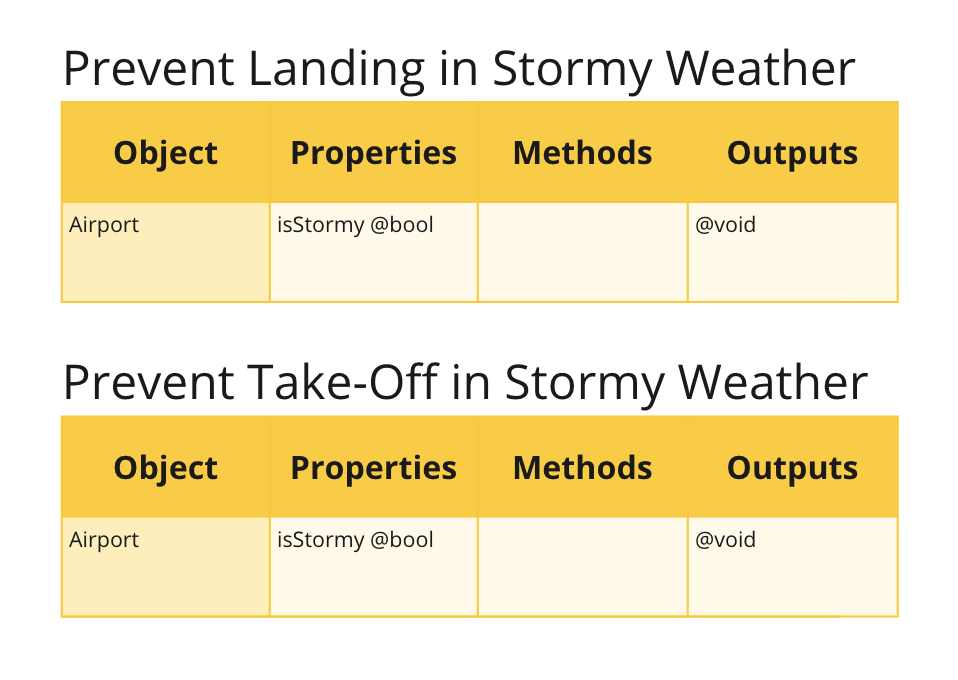 Prevent Landing in Stormy Weather
Object Properties Methods Outputs
Airport isStormy @bool @void
Prevent Take-Off in Stormy Weather
Object Properties Methods Outputs
Airport isStormy @bool @void